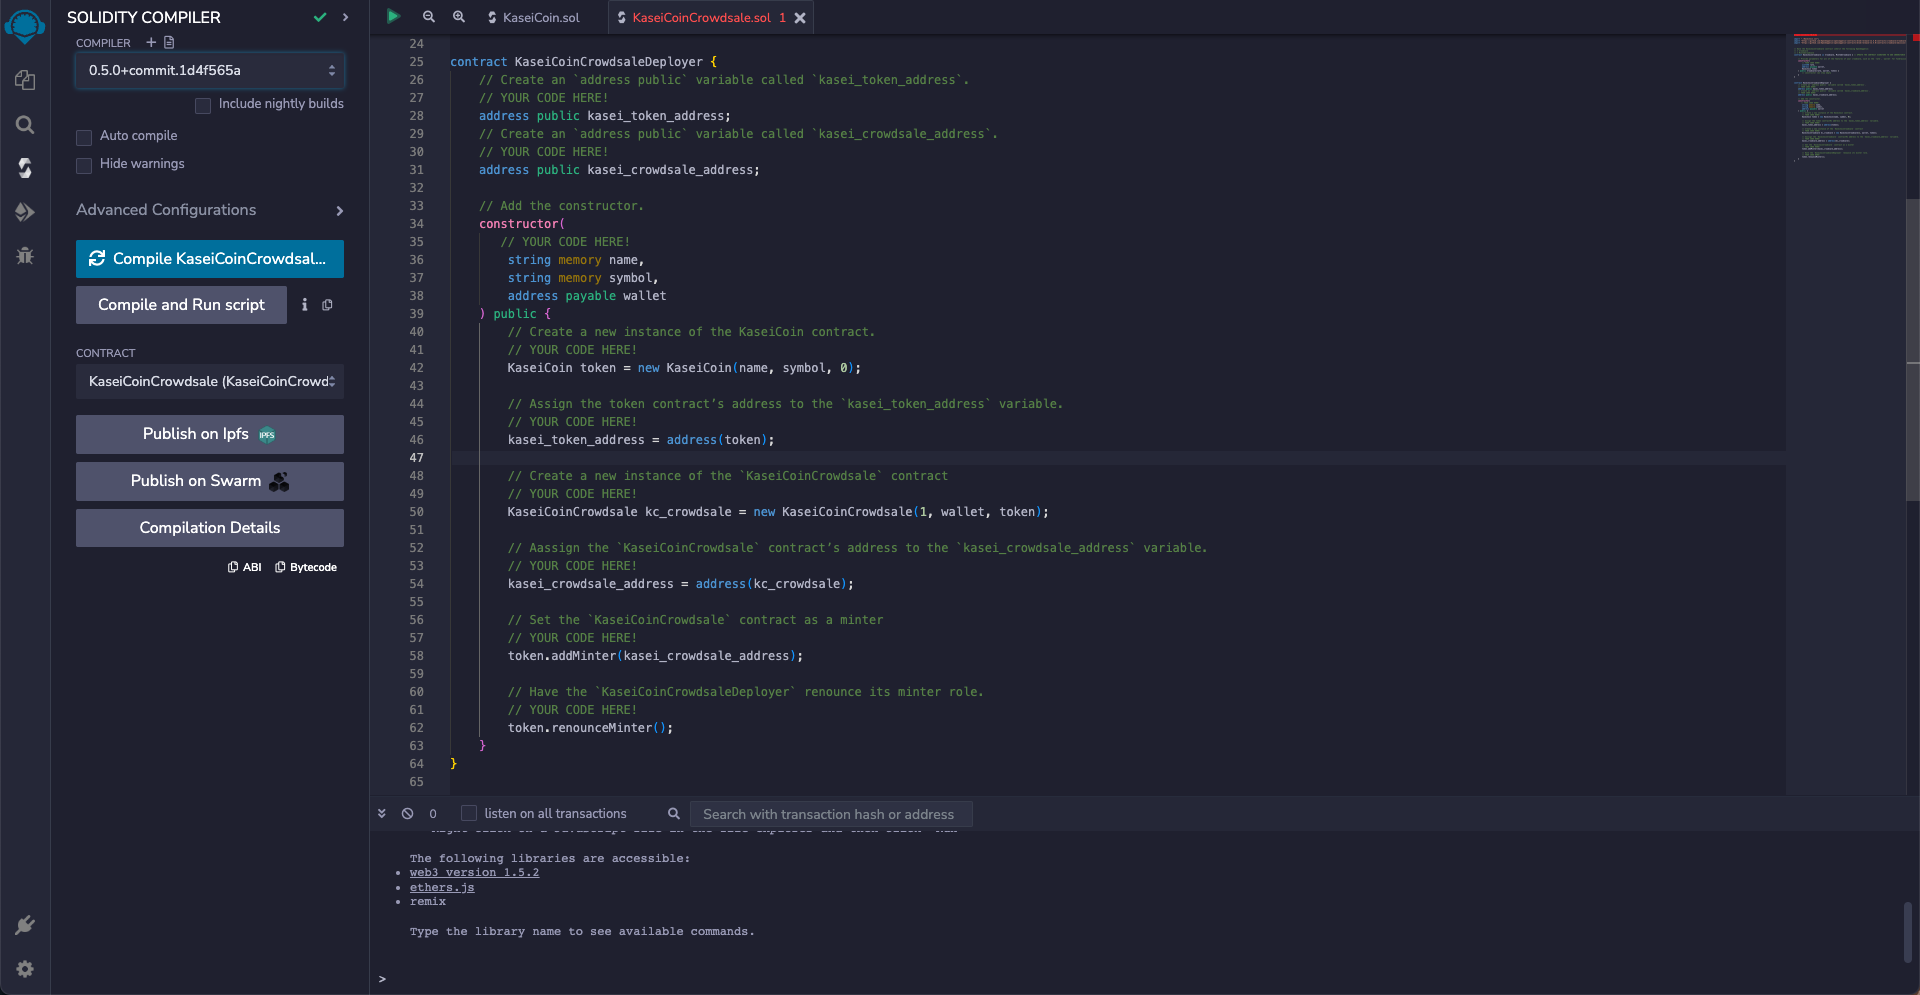 SOLIDITY COMPILER
COMPILER
0.5.0+commit.1d4f565a
Include nightly builds
Auto compile
Hide warnings
Advanced Configurations
Compile KaseiCoinCrowdsal...
Compile and Run script
CONTRACT
KaseiCoinCrowdsale (KaseiCoinCrowd
Publish on Ipfs IPFS
Publish on Swarm
Compilation Details
ABI Bytecode
KaseiCoin.sol
KaseiCoinCrowdsale.sol 1
24
25 contract KaseiCoinCrowdsaleDeployer {
26 // Create an `address public` variable called `kasei_token_address`.
27 // YOUR CODE HERE!
28 address public kasei_token_address;
29 // Create an `address public` variable called `kasei_crowdsale_address`.
30 // YOUR CODE HERE!
31 address public kasei_crowdsale_address;
32
33 // Add the constructor.
34 constructor(
35 // YOUR CODE HERE!
36 string memory name,
37 string memory symbol,
38 address payable wallet
39 ) public {
40 // Create a new instance of the KaseiCoin contract.
41 // YOUR CODE HERE!
42 KaseiCoin token = new KaseiCoin(name, symbol, 0);
43
44 // Assign the token contract’s address to the `kasei_token_address` variable.
45 // YOUR CODE HERE!
46 kasei_token_address = address(token);
47
48 // Create a new instance of the `KaseiCoinCrowdsale` contract
49 // YOUR CODE HERE!
50 KaseiCoinCrowdsale kc_crowdsale = new KaseiCoinCrowdsale(1, wallet, token);
51
52 // Aassign the `KaseiCoinCrowdsale` contract’s address to the `kasei_crowdsale_address` variable.
53 // YOUR CODE HERE!
54 kasei_crowdsale_address = address(kc_crowdsale);
55
56 // Set the `KaseiCoinCrowdsale` contract as a minter
57 // YOUR CODE HERE!
58 token.addMinter(kasei_crowdsale_address);
59
60 // Have the `KaseiCoinCrowdsaleDeployer` renounce its minter role.
61 // YOUR CODE HERE!
62 token.renounceMinter();
63 }
64 }
65
0 listen on all transactions Search with transaction hash or address
The following libraries are accessible:
• web3 version 1.5.2
• ethers.js
• remix
Type the library name to see available commands.
>